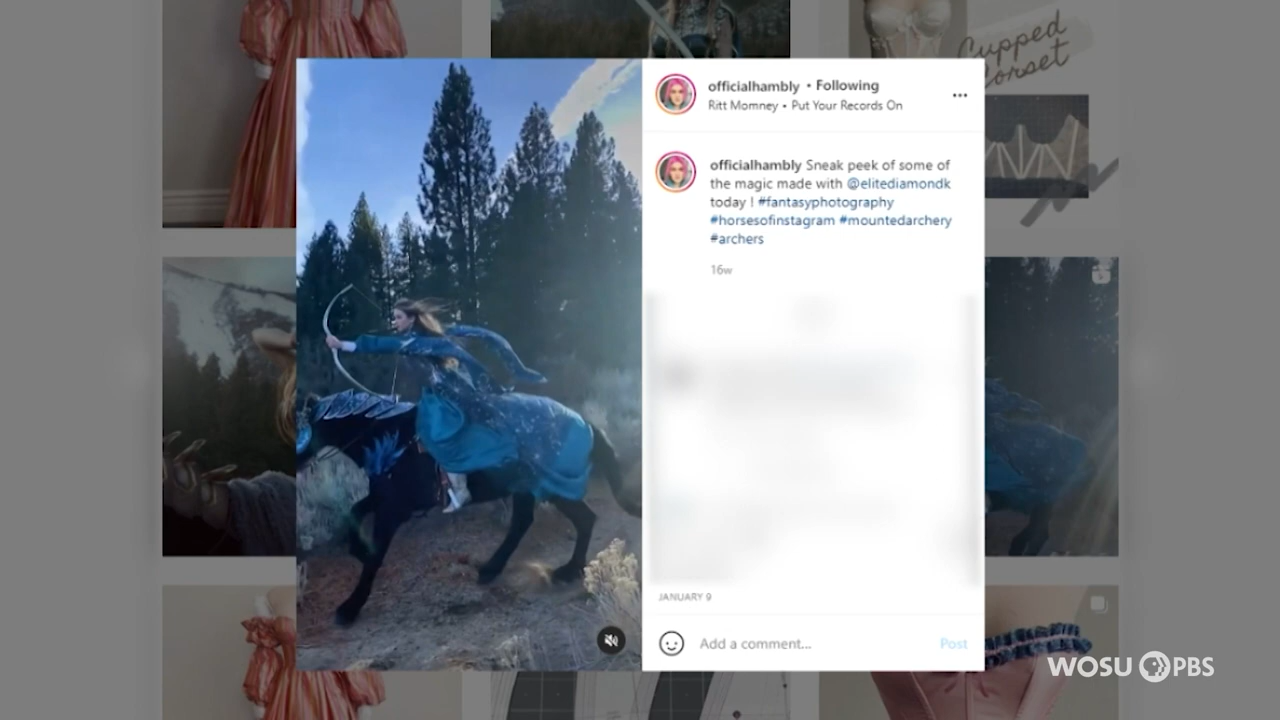 Cupped
Corset
officialhambly • Following
Ritt Momney • Put Your Records On
officialhambly Sneak peek of some of
the magic made with @elitediamondk
today ! #fantasyphotography
#horsesofinstagram #mountedarchery
#archers
16w
JANUARY 9
Add a comment...
Post
WOSU PBS